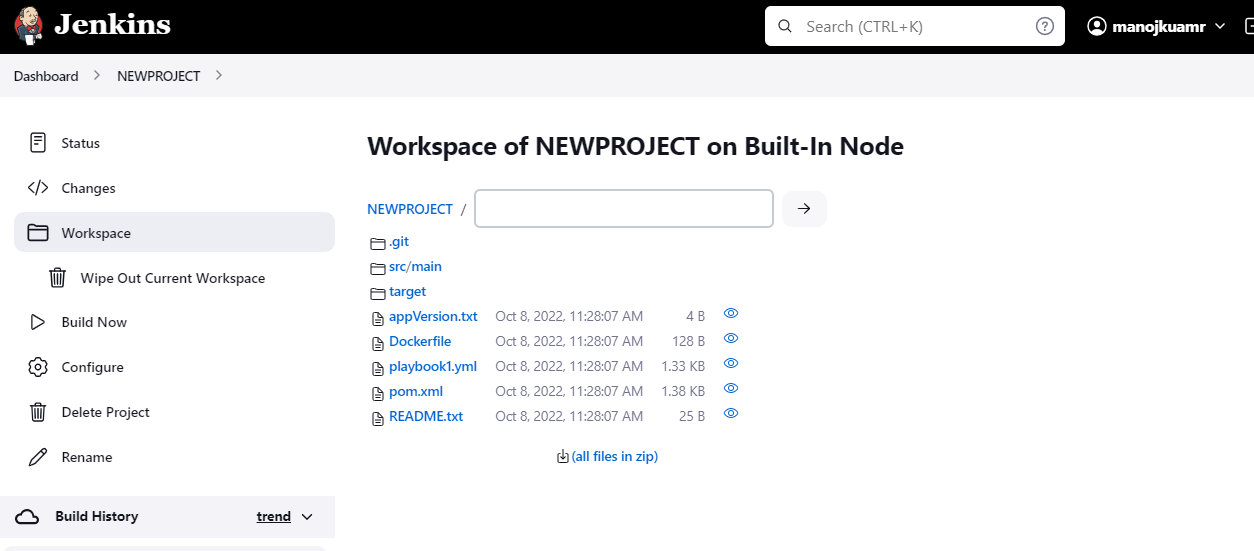 Jenkins
Search (CTRL+K)
manojkuamr
Dashboard > NEWPROJECT >
Status
Changes
Workspace
Wipe Out Current Workspace
Build Now
Configure
Delete Project
Rename
Build History trend
Workspace of NEWPROJECT on Built-In Node
NEWPROJECT /
.git
src/main
target
appVersion.txt Oct 8, 2022, 11:28:07 AM 4 B
Dockerfile Oct 8, 2022, 11:28:07 AM 128 B
playbook1.yml Oct 8, 2022, 11:28:07 AM 1.33 KB
pom.xml Oct 8, 2022, 11:28:07 AM 1.38 KB
README.txt Oct 8, 2022, 11:28:07 AM 25 B
(all files in zip)